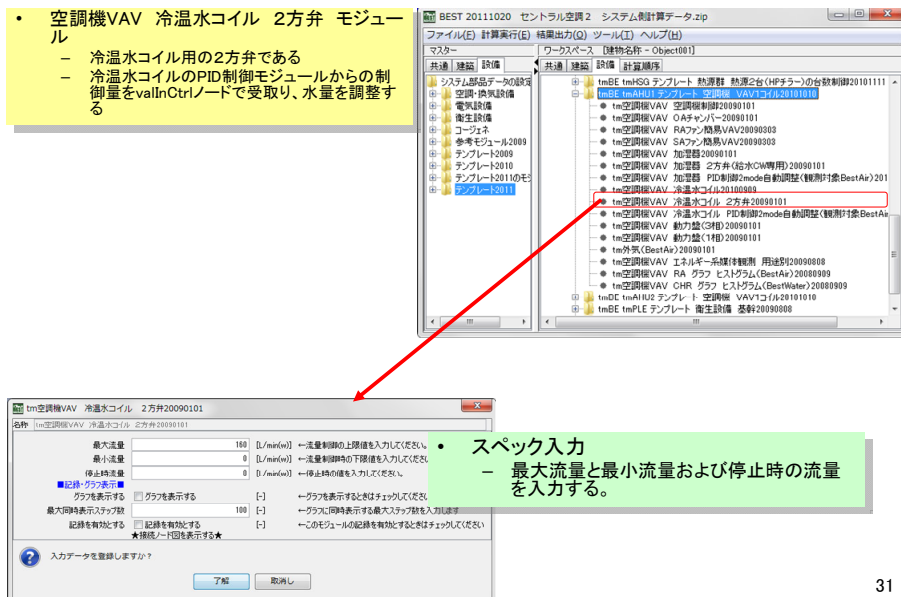 • 空調機VAV 冷温水コイル 2方弁 モジュー
ル
– 冷温水コイル用の2方弁である
– 冷温水コイルのPID制御モジュールからの制
御量をvalInCtrlノードで受取り、水量を調整す
る
BEST 20111020 セントラル空調2 システム側計算データ.zip
ファイル(F) 計算実行(E) 結果出力(O) ツール(T) ヘルプ(H)
マスター
共通 建築 設備
システム部品データの設定
空調・換気設備
電気設備
衛生設備
コージェネ
参考モジュール2009
テンプレート2009
テンプレート2010
テンプレート2011のモ
テンプレート2011
ワークスペース [建物名称 - Object001]
共通 建築 設備 計算順序
tmBE tmHSG テンプレート 熱源群 熱源2台(HPチラー)の台数制御20101111
tmBE tmAHU1 テンプレート 空調機 VAV1コイル20101010
tm空調機VAV 空調機制御20090101
tm空調機VAV OAチャンバー20090101
tm空調機VAV RAファン簡易VAV20090303
tm空調機VAV SAファン簡易VAV20090303
tm空調機VAV 加湿器20090101
tm空調機VAV 加湿器 2方弁(給水CW専用)20090101
tm空調機VAV 加湿器 PID制御2mode自動調整(観測対象BestAir)201
tm空調機VAV 冷温水コイル20100909
tm空調機VAV 冷温水コイル 2方弁20090101
tm空調機VAV 冷温水コイル PID制御2mode自動調整(観測対象BestAir
tm空調機VAV 動力盤(3相)20090101
tm空調機VAV 動力盤(1相)20090101
tm外気(BestAir)20090101
tm空調機VAV エネルギー系媒体観測 用途別20090808
tm空調機VAV RA グラフ ヒストグラム(BestAir)20080909
tm空調機VAV CHR グラフ ヒストグラム(BestWater)20080909
tmBE tmAHU2 テンプレート 空調機 VAV1コイル20101010
tmBE tmPLE テンプレート 衛生設備 基幹20090808
tm空調機VAV 冷温水コイル 2方弁20090101
名称 tm空調機VAV 冷温水コイル 2方弁20090101
最大流量 160 [L/min(w)] ←流量制御の上限値を入力してください。
最小流量 0 [L/min(w)] ←流量制御時の下限値を入力してください。
停止時流量 0 [L/min(w)] ←停止時の値を入力してください。
■記録・グラフ表示■
グラフを表示する グラフを表示する [-] ←グラフを表示するときはチェックしてくださ
最大同時表示ステップ数 100 [-] ←グラフに同時表示する最大ステップ数を入力します
記録を有効とする 記録を有効とする [-] ←このモジュールの記録を有効とするときはチェックしてください
★接続ノード図を表示する★
入力データを登録しますか?
了解 取消し
• スペック入力
– 最大流量と最小流量および停止時の流量
を入力する。
31